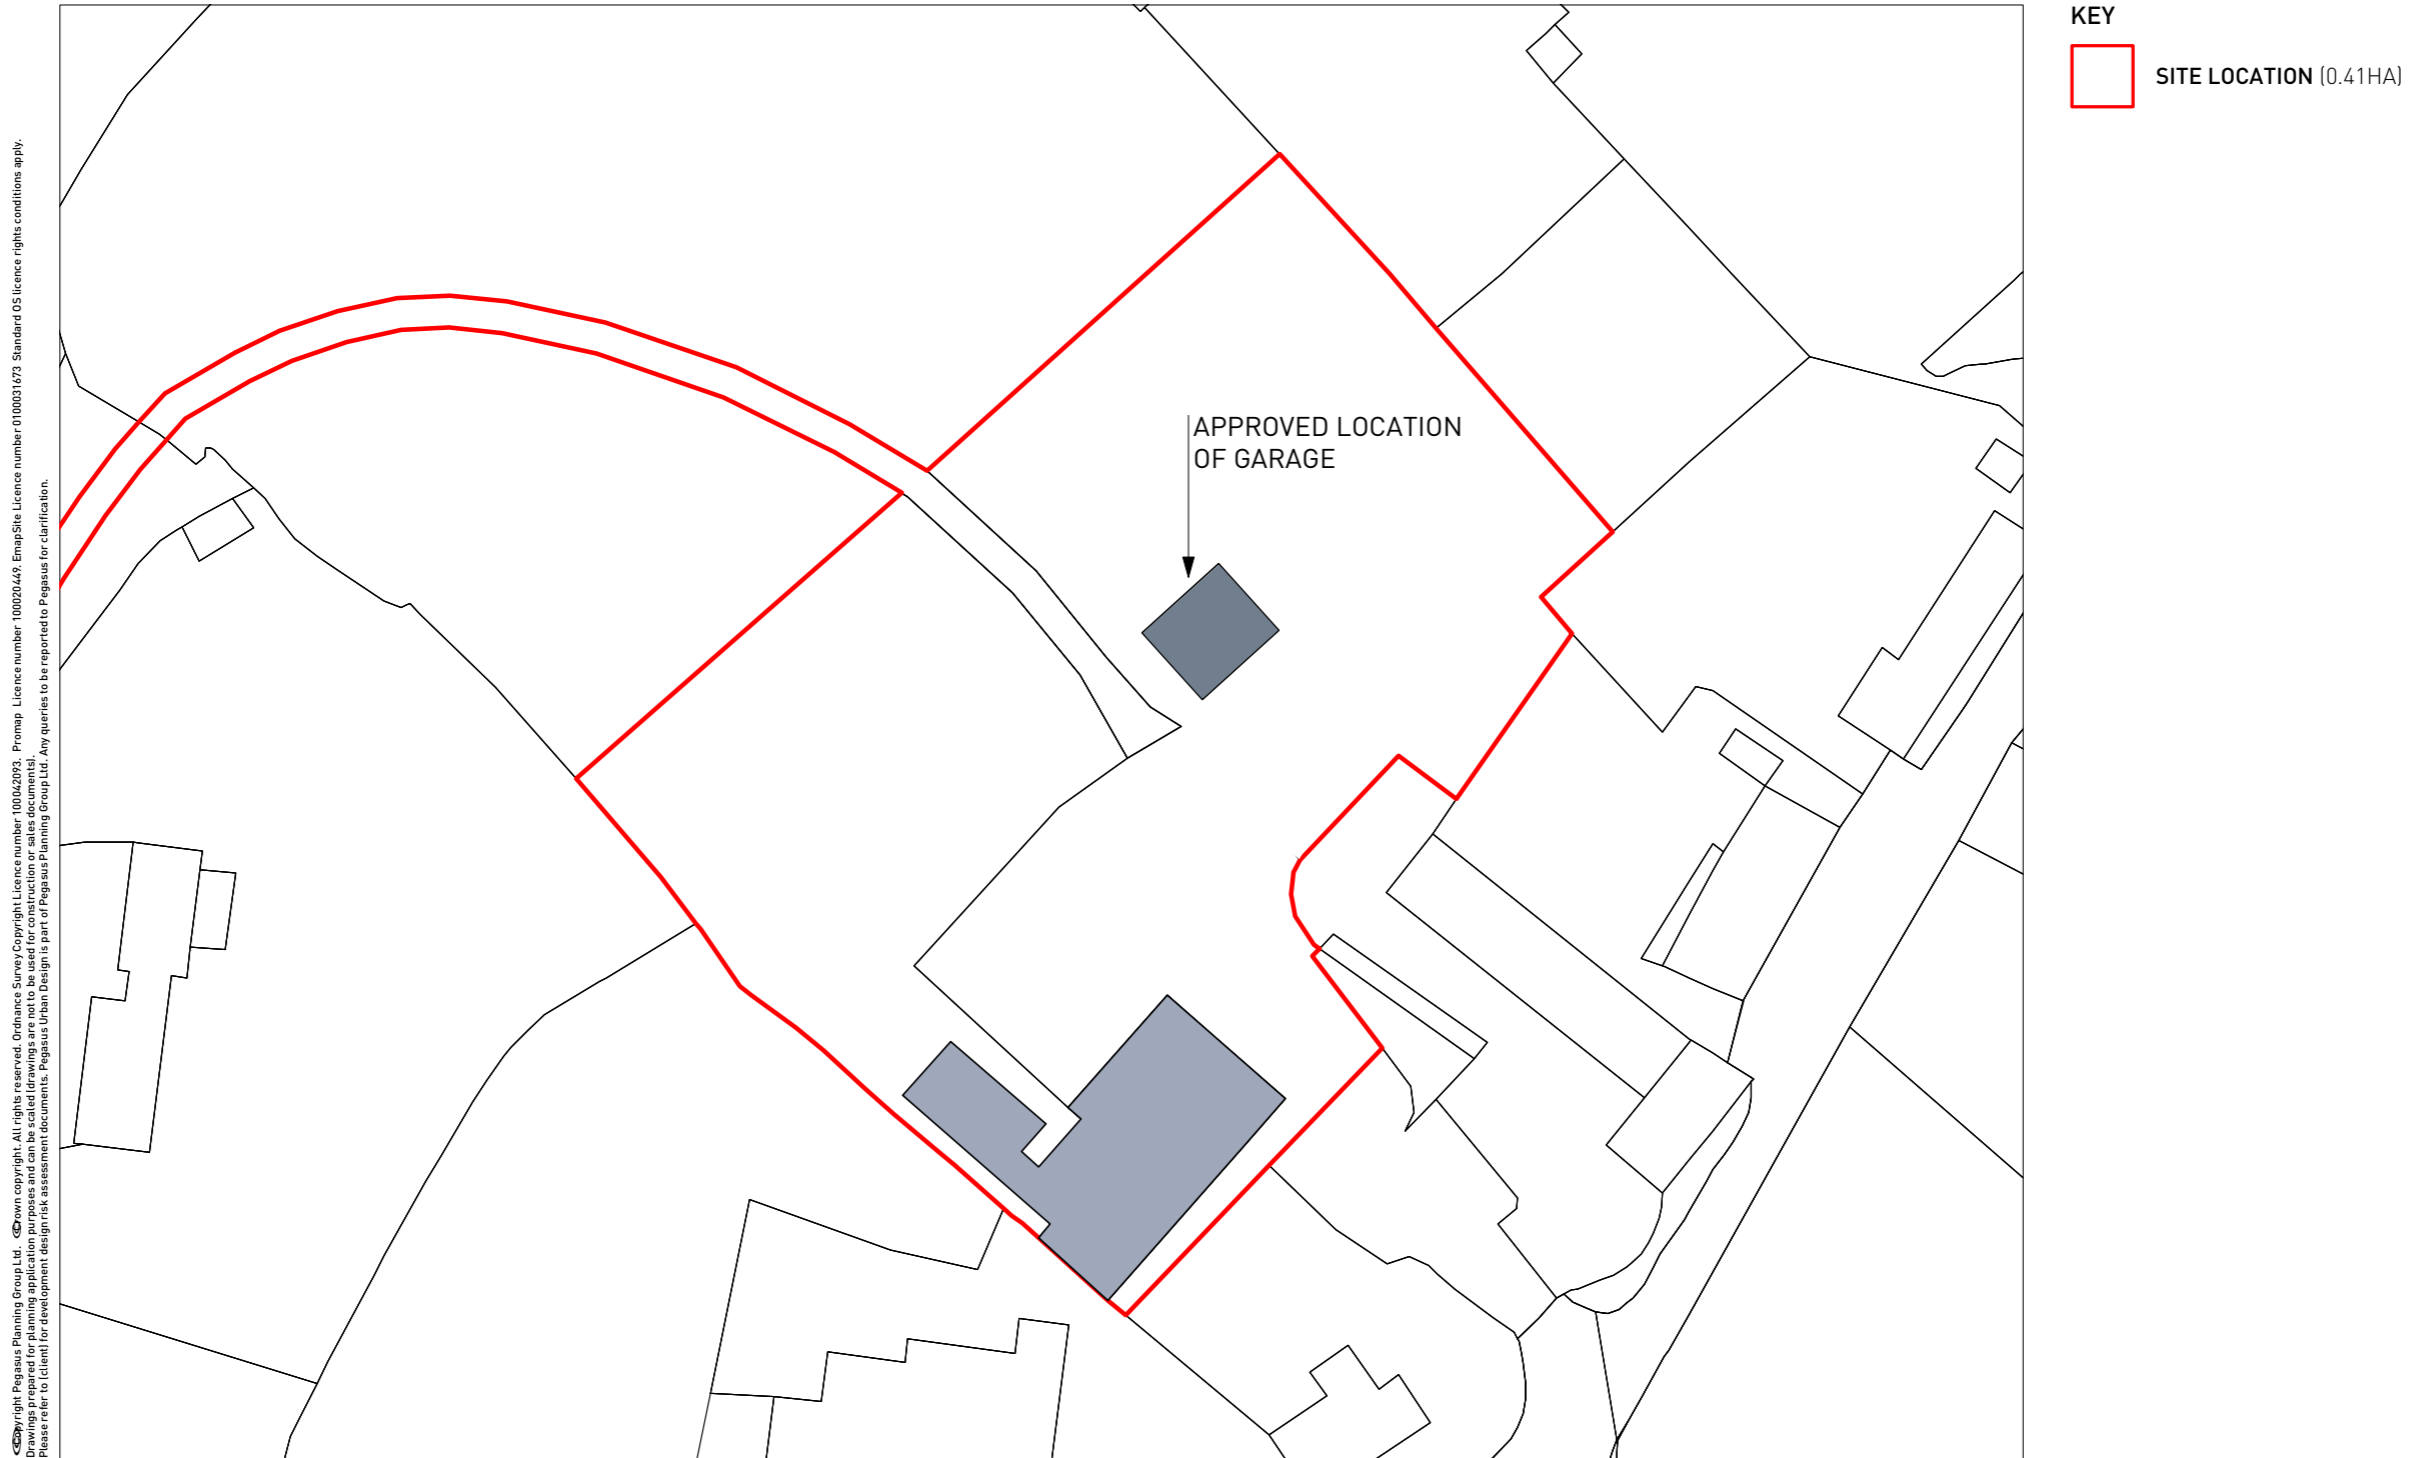 KEY
SITE LOCATION (0.41HA)
APPROVED LOCATION
OF GARAGE
Copyright Pegasus Planning Group Ltd. Crown copyright. All rights reserved. Ordnance Survey Copyright Licence number 100042093. Promap Licence number 100020449. EmapSite Licence number 0100031673 Standard OS licence rights conditions apply.
Drawings prepared for planning application purposes and can be scaled (drawings are not to be used for construction or sales documents).
Please refer to (client) for development design risk assessment documents. Pegasus Urban Design is part of Pegasus Planning Group Ltd. Any queries to be reported to Pegasus for clarification.